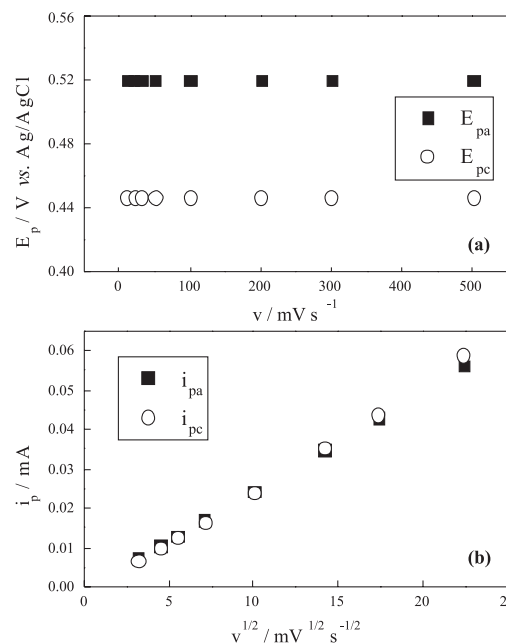 0.56
0.52
0.48
0.44
0.40
E_p / V vs. Ag/AgCl
E_pa
E_pc
(a)
0 100 200 300 400 500
v / mV s^-1
0.06
0.05
0.04
0.03
0.02
0.01
0.00
i_p / mA
i_pa
i_pc
(b)
0 5 10 15 20 25
v^1/2 / mV^1/2 s^-1/2